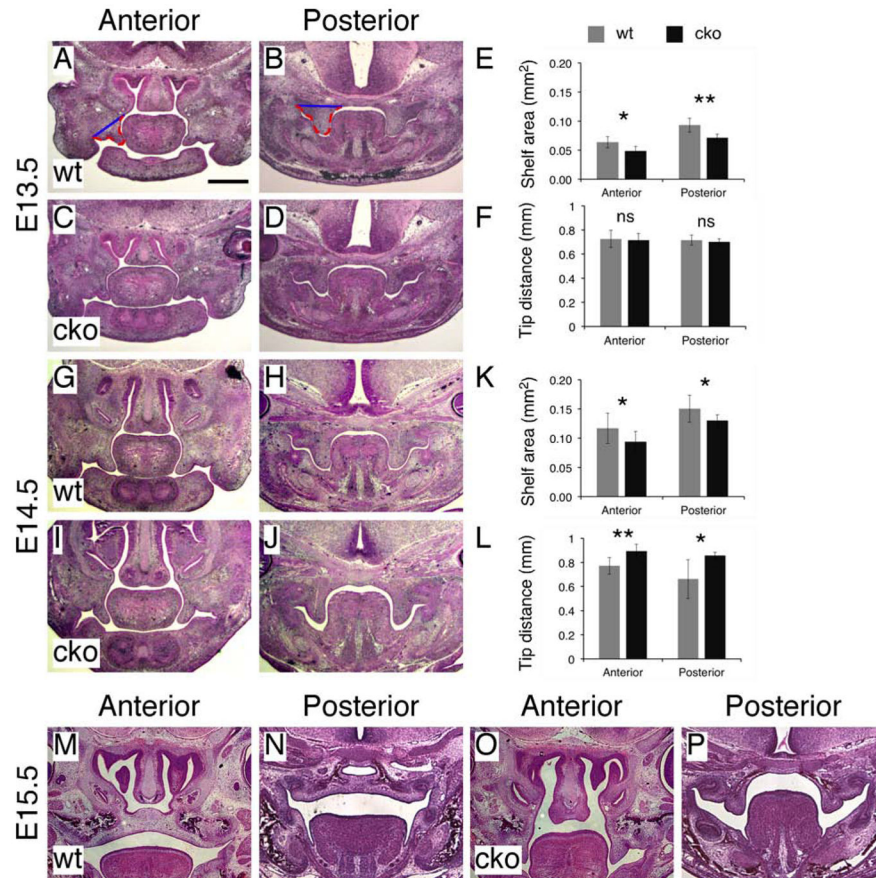 Anterior Posterior
wt cko
E13.5
A B E
wt
Shelf area (mm²)
0.20
0.15
0.10
0.05
0.00
* **
Anterior Posterior
C D F
cko
Tip distance (mm)
1
0.8
0.6
0.4
0.2
0
ns ns
Anterior Posterior
E14.5
G H K
wt
Shelf area (mm²)
0.20
0.15
0.10
0.05
0.00
* *
Anterior Posterior
I J L
cko
Tip distance (mm)
1
0.8
0.6
0.4
0.2
0
** *
Anterior Posterior
Anterior Posterior Anterior Posterior
E15.5
M N O P
wt cko